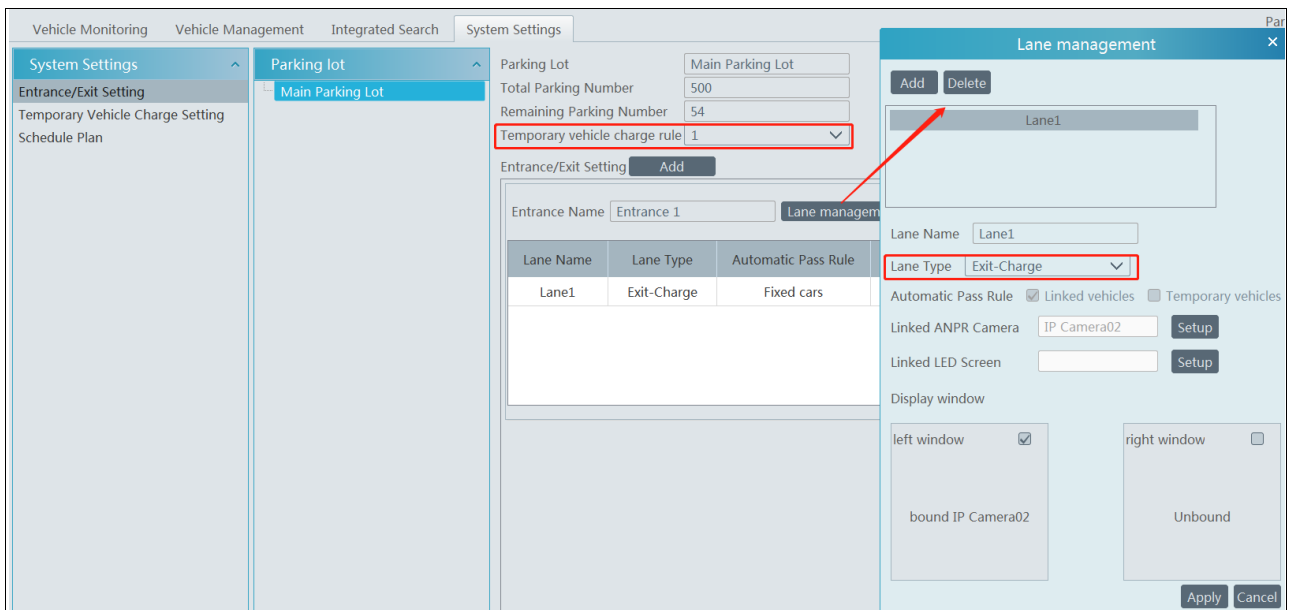 Vehicle Monitoring Vehicle Management Integrated Search System Settings
Par
System Settings
Entrance/Exit Setting
Temporary Vehicle Charge Setting
Schedule Plan
Parking lot
Main Parking Lot
Parking Lot Main Parking Lot
Total Parking Number 500
Remaining Parking Number 54
Temporary vehicle charge rule 1
Entrance/Exit Setting Add
Entrance Name Entrance 1 Lane managem
Lane Name Lane Type Automatic Pass Rule
Lane1 Exit-Charge Fixed cars
Lane management ×
Add Delete
Lane1
Lane Name Lane1
Lane Type Exit-Charge
Automatic Pass Rule Linked vehicles Temporary vehicles
Linked ANPR Camera IP Camera02 Setup
Linked LED Screen Setup
Display window
left window right window
bound IP Camera02 Unbound
Apply Cancel